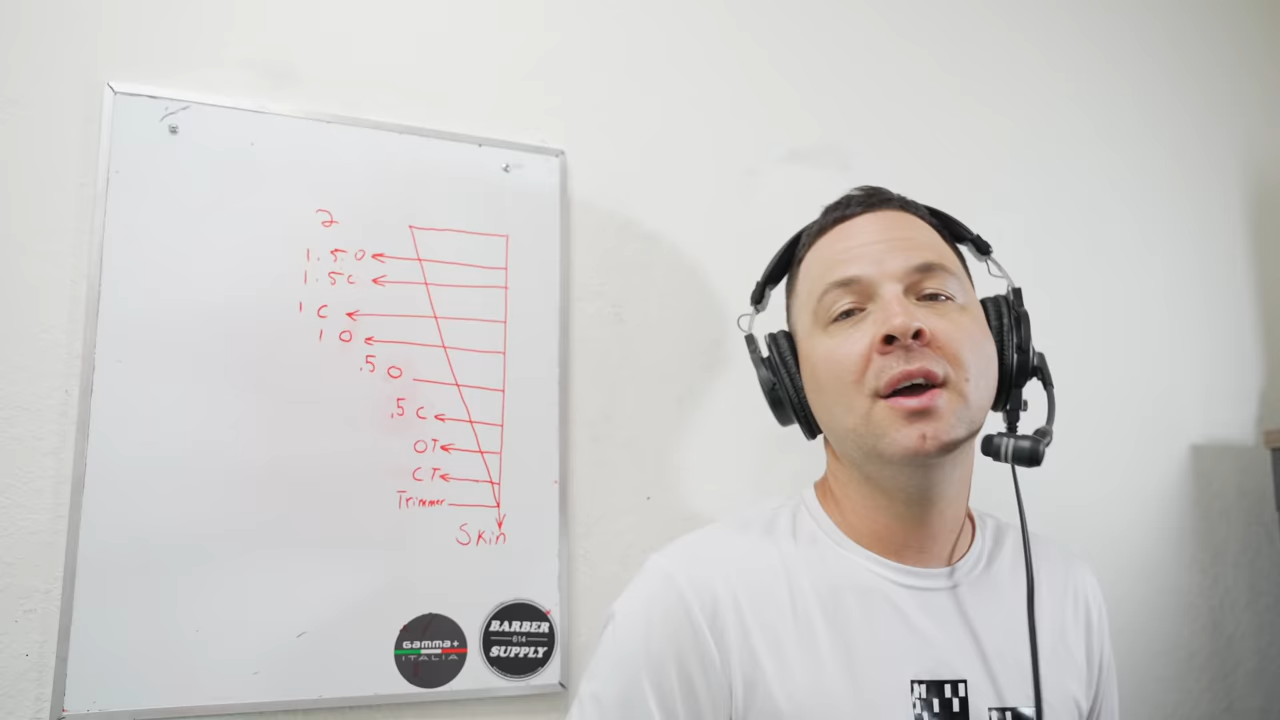 2
1.5 O
1.5 C
1 C
1 O
.5 O
.5 C
OT
CT
Trimmer
Skin
GAMMA+
ITALIA
BARBER
614
SUPPLY